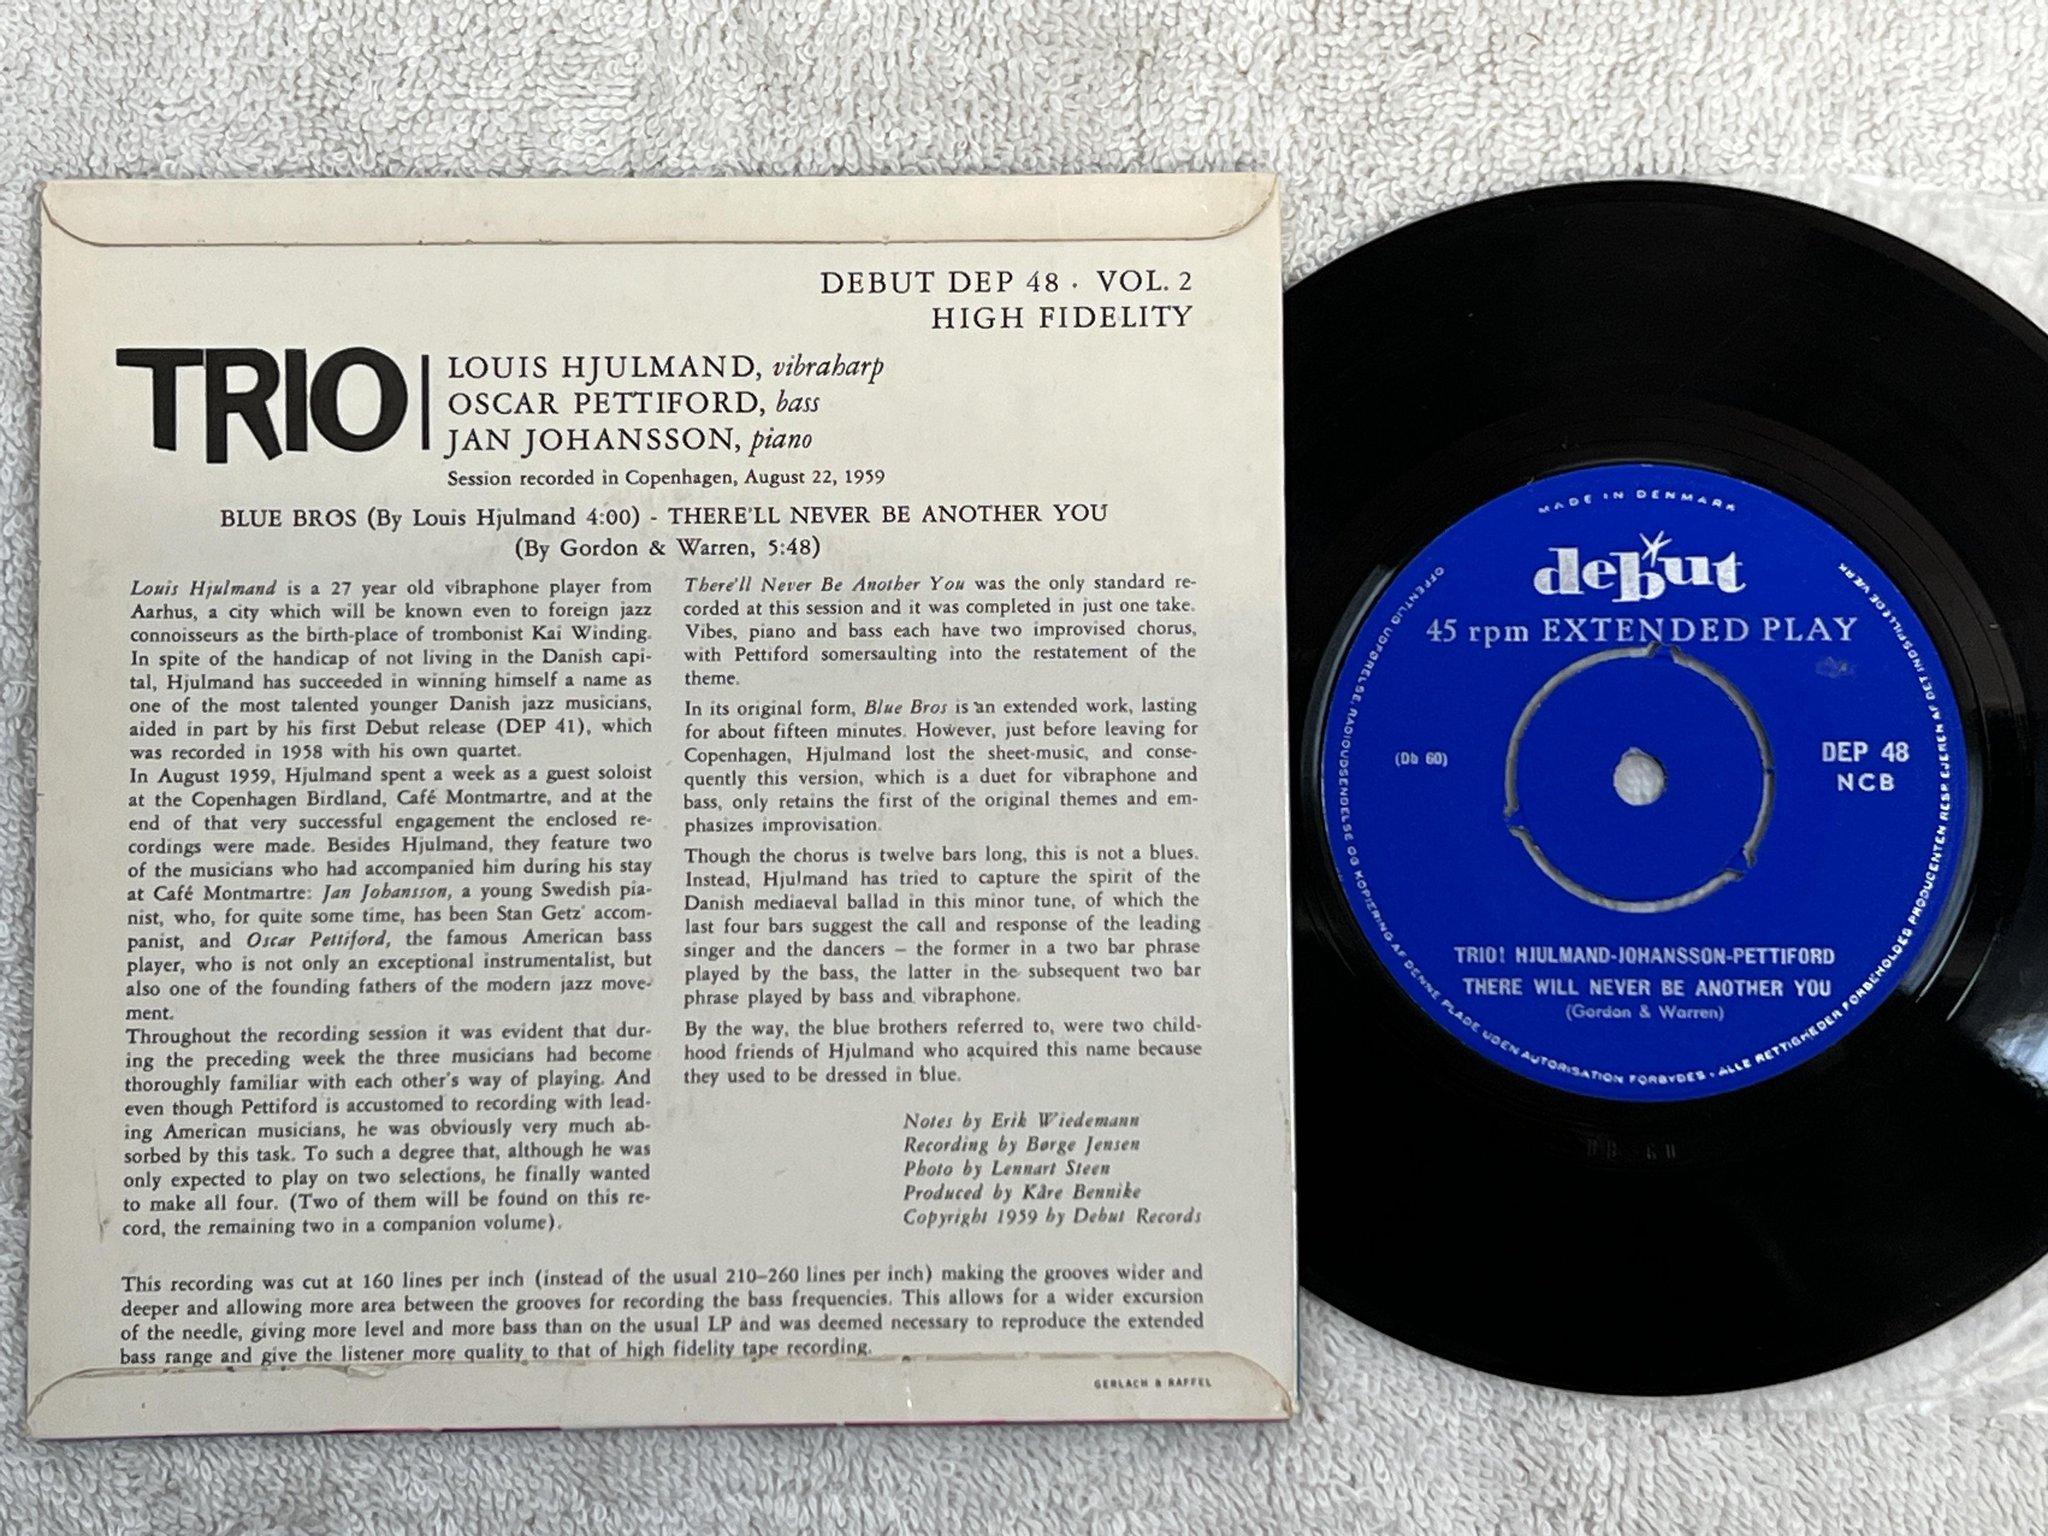 DEBUT DEP 48 · VOL. 2
HIGH FIDELITY
TRIO
LOUIS HJULMAND, vibraharp
OSCAR PETTIFORD, bass
JAN JOHANSSON, piano
Session recorded in Copenhagen, August 22, 1959
BLUE BROS (By Louis Hjulmand 4:00) - THERE'LL NEVER BE ANOTHER YOU
(By Gordon & Warren, 5:48)
Louis Hjulmand is a 27 year old vibraphone player from
Aarhus, a city which will be known even to foreign jazz
connoisseurs as the birth-place of trombonist Kai Winding.
In spite of the handicap of not living in the Danish capi-
tal, Hjulmand has succeeded in winning himself a name as
one of the most talented younger Danish jazz musicians,
aided in part by his first Debut release (DEP 41), which
was recorded in 1958 with his own quartet.
In August 1959, Hjulmand spent a week as a guest soloist
at the Copenhagen Birdland, Café Montmartre, and at the
end of that very successful engagement the enclosed re-
cordings were made. Besides Hjulmand, they feature two
of the musicians who had accompanied him during his stay
at Café Montmartre: Jan Johansson, a young Swedish pia-
nist, who, for quite some time, has been Stan Getz' accom-
panist, and Oscar Pettiford, the famous American bass
player, who is not only an exceptional instrumentalist, but
also one of the founding fathers of the modern jazz move-
ment.
Throughout the recording session it was evident that dur-
ing the preceding week the three musicians had become
thoroughly familiar with each other's way of playing. And
even though Pettiford is accustomed to recording with lead-
ing American musicians, he was obviously very much ab-
sorbed by this task. To such a degree that, although he was
only expected to play on two selections, he finally wanted
to make all four. (Two of them will be found on this re-
cord, the remaining two in a companion volume).
There'll Never Be Another You was the only standard re-
corded at this session and it was completed in just one take.
Vibes, piano and bass each have two improvised chorus,
with Pettiford somersaulting into the restatement of the
theme.
In its original form, Blue Bros is an extended work, lasting
for about fifteen minutes. However, just before leaving for
Copenhagen, Hjulmand lost the sheet-music, and conse-
quently this version, which is a duet for vibraphone and
bass, only retains the first of the original themes and em-
phasizes improvisation.
Though the chorus is twelve bars long, this is not a blues.
Instead, Hjulmand has tried to capture the spirit of the
Danish mediaeval ballad in this minor tune, of which the
last four bars suggest the call and response of the leading
singer and the dancers – the former in a two bar phrase
played by the bass, the latter in the subsequent two bar
phrase played by bass and vibraphone.
By the way, the blue brothers referred to, were two child-
hood friends of Hjulmand who acquired this name because
they used to be dressed in blue.
Notes by Erik Wiedemann
Recording by Børge Jensen
Photo by Lennart Steen
Produced by Kåre Bennike
Copyright 1959 by Debut Records
This recording was cut at 160 lines per inch (instead of the usual 210–260 lines per inch) making the grooves wider and
deeper and allowing more area between the grooves for recording the bass frequencies. This allows for a wider excursion
of the needle, giving more level and more bass than on the usual LP and was deemed necessary to reproduce the extended
bass range and give the listener more quality to that of high fidelity tape recording.
GERLACH & RAFFEL
MADE IN DENMARK
debut
45 rpm EXTENDED PLAY
(Db 60)
DEP 48
NCB
TRIO! HJULMAND-JOHANSSON-PETTIFORD
THERE WILL NEVER BE ANOTHER YOU
(Gordon & Warren)
OFFENTLIG UDFØRELSE, RADIOUDSENDELSE OG KOPIERING AF DENNE PLADE UDEN AUTORISATION FORBYDES · ALLE RETTIGHEDER FORBEHOLDES PRODUCENTEN RESP. EJEREN AF DET INDSPILLEDE VÆRK